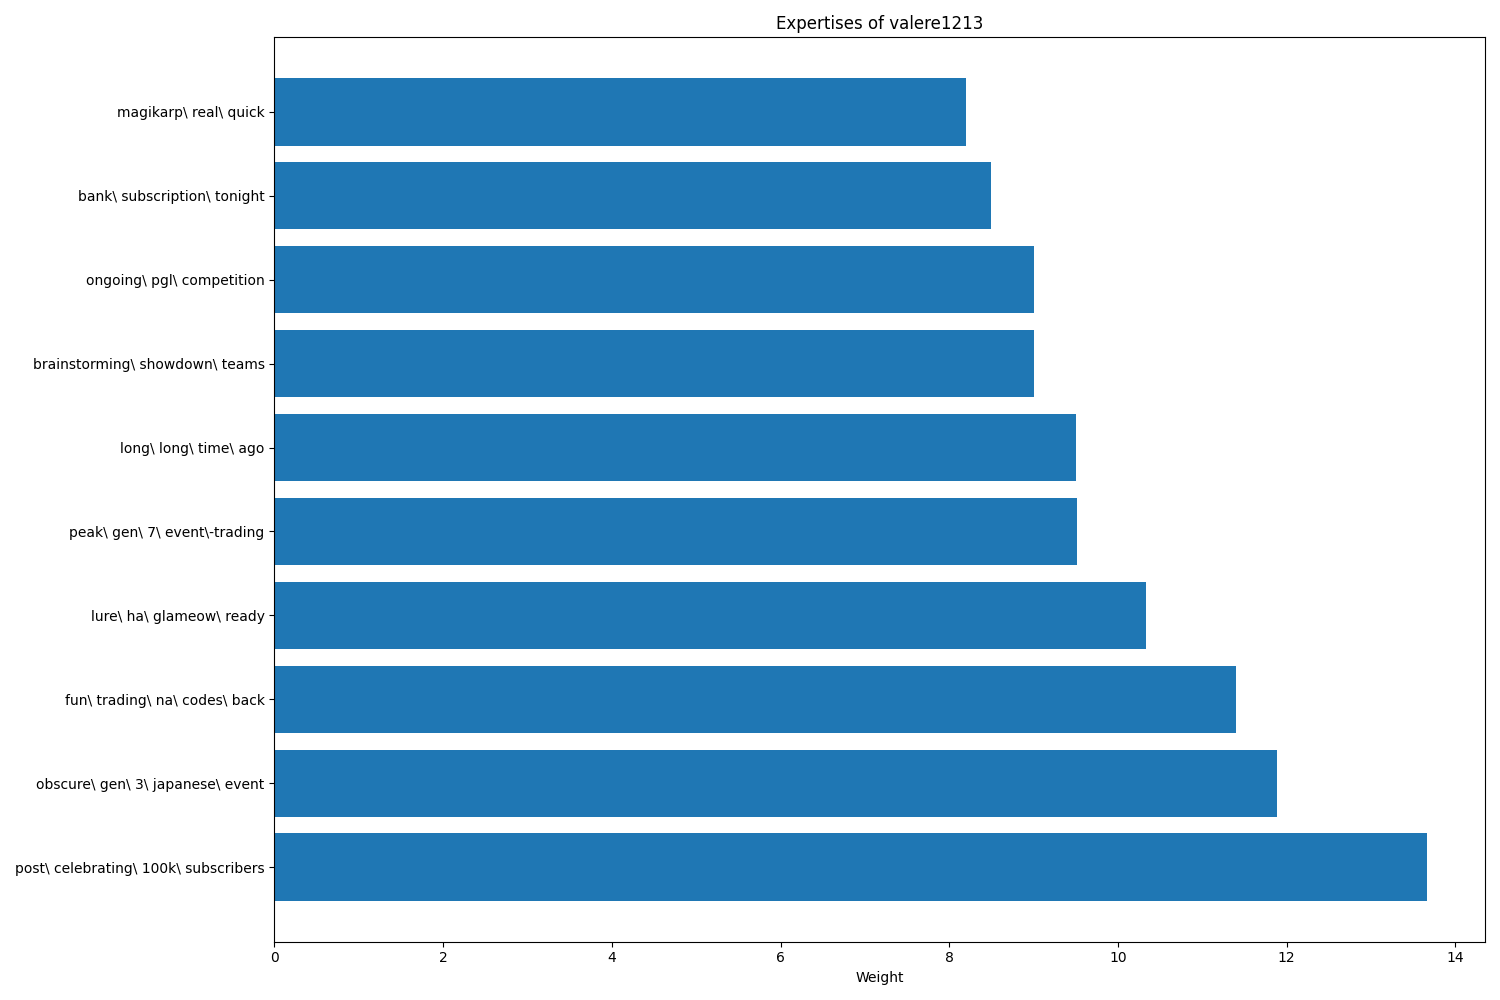 Expertises of valere1213
magikarp\ real\ quick
bank\ subscription\ tonight
ongoing\ pgl\ competition
brainstorming\ showdown\ teams
long\ long\ time\ ago
peak\ gen\ 7\ event\-trading
lure\ ha\ glameow\ ready
fun\ trading\ na\ codes\ back
obscure\ gen\ 3\ japanese\ event
post\ celebrating\ 100k\ subscribers
0 2 4 6 8 10 12 14
Weight